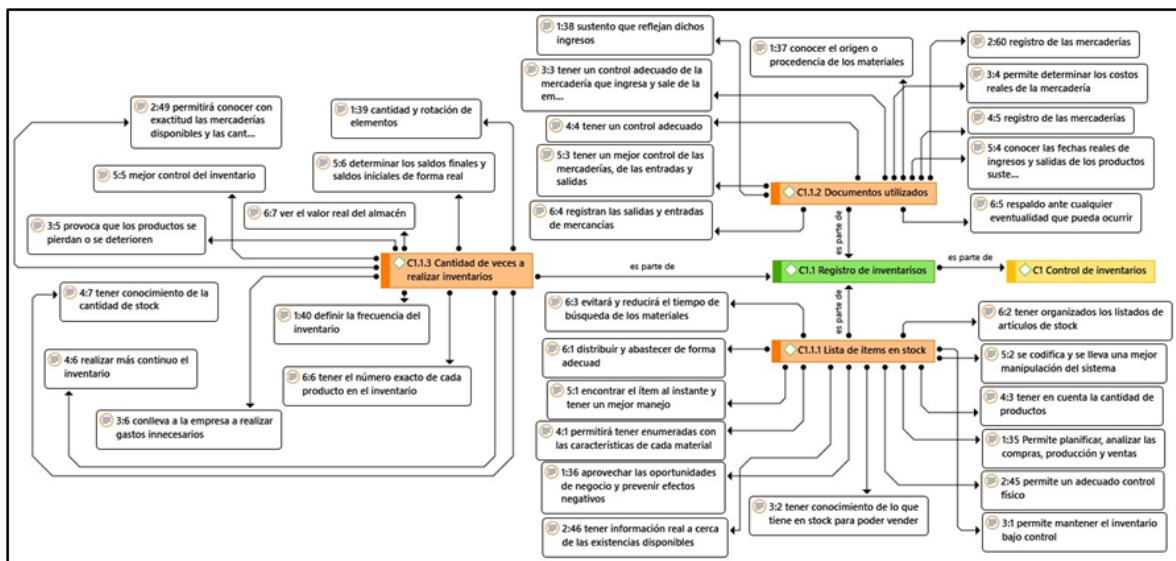 1:38 sustento que reflejan dichos
ingresos
3:3 tener un control adecuado de la
mercadería que ingresa y sale de la
em...
4:4 tener un control adecuado
5:3 tener un mejor control de las
mercaderías, de las entradas y
salidas
6:4 registran las salidas y entradas
de mercancías
1:37 conocer el origen o
procedencia de los materiales
2:60 registro de las mercaderías
3:4 permite determinar los costos
reales de la mercadería
4:5 registro de las mercaderías
5:4 conocer las fechas reales de
ingresos y salidas de los productos
suste...
6:5 respaldo ante cualquier
eventualidad que pueda ocurrir
C1.1.2 Documentos utilizados
es parte de
2:49 permitirá conocer con
exactitud las mercaderías
disponibles y las cant...
1:39 cantidad y rotación de
elementos
5:5 mejor control del inventario
5:6 determinar los saldos finales y
saldos iniciales de forma real
6:7 ver el valor real del almacén
3:5 provoca que los productos se
pierdan o se deterioren
C1.1.3 Cantidad de veces a
realizar inventarios
es parte de
C1.1 Registro de inventarisos
es parte de
C1 Control de inventarios
4:7 tener conocimiento de la
cantidad de stock
1:40 definir la frecuencia del
inventario
4:6 realizar más continuo el
inventario
6:6 tener el número exacto de cada
producto en el inventario
3:6 conlleva a la empresa a realizar
gastos innecesarios
es parte de
C1.1.1 Lista de ítems en stock
6:3 evitará y reducirá el tiempo de
búsqueda de los materiales
6:1 distribuir y abastecer de forma
adecuad
5:1 encontrar el ítem al instante y
tener un mejor manejo
4:1 permitirá tener enumeradas con
las características de cada material
1:36 aprovechar las oportunidades
de negocio y prevenir efectos
negativos
2:46 tener información real a cerca
de las existencias disponibles
3:2 tener conocimiento de lo que
tiene en stock para poder vender
6:2 tener organizados los listados de
artículos de stock
5:2 se codifica y se lleva una mejor
manipulación del sistema
4:3 tener en cuenta la cantidad de
productos
1:35 Permite planificar, analizar las
compras, producción y ventas
2:45 permite un adecuado control
físico
3:1 permite mantener el inventario
bajo control